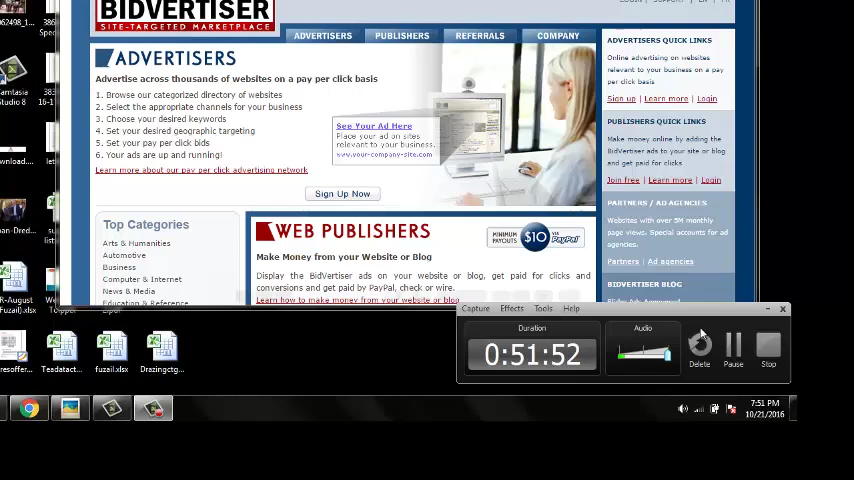 BIDVERTISER
SITE-TARGETED MARKETPLACE
ADVERTISERS PUBLISHERS REFERRALS COMPANY
ADVERTISERS
Advertise across thousands of websites on a pay per click basis
1. Browse our categorized directory of websites
2. Select the appropriate channels for your business
3. Choose your desired keywords
4. Set your desired geographic targeting
5. Set your pay per click bids
6. Your ads are up and running!
Learn more about our pay per click advertising network
See Your Ad Here
Place your ad on sites
relevant to your business.
www.your-company-site.com
Sign Up Now
ADVERTISERS QUICK LINKS
Online advertising on websites
relevant to your business on a pay
per click basis
Sign up | Learn more | Login
PUBLISHERS QUICK LINKS
Make money online by adding the
BidVertiser ads to your site or blog
and get paid for clicks
Join free | Learn more | Login
PARTNERS / AD AGENCIES
Websites with over 5M monthly
page views. Special accounts for ad
agencies.
Partners | Ad agencies
BIDVERTISER BLOG
Top Categories
Arts & Humanities
Automotive
Business
Computer & Internet
News & Media
Education & Reference
WEB PUBLISHERS
MINIMUM
PAYOUTS
$10
VIA
PayPal
Make Money from your Website or Blog
Display the BidVertiser ads on your website or blog, get paid for clicks and
conversions and get paid by PayPal, check or wire.
Learn how to make money from your website or blog
Capture Effects Tools Help
Duration
0:51:52
Audio
Delete
Pause
Stop
Studio 8
R-August
Fuzail).xlsx
Teadatact...
fuzail.xlsx
Drazingctg...
7:51 PM
10/21/2016